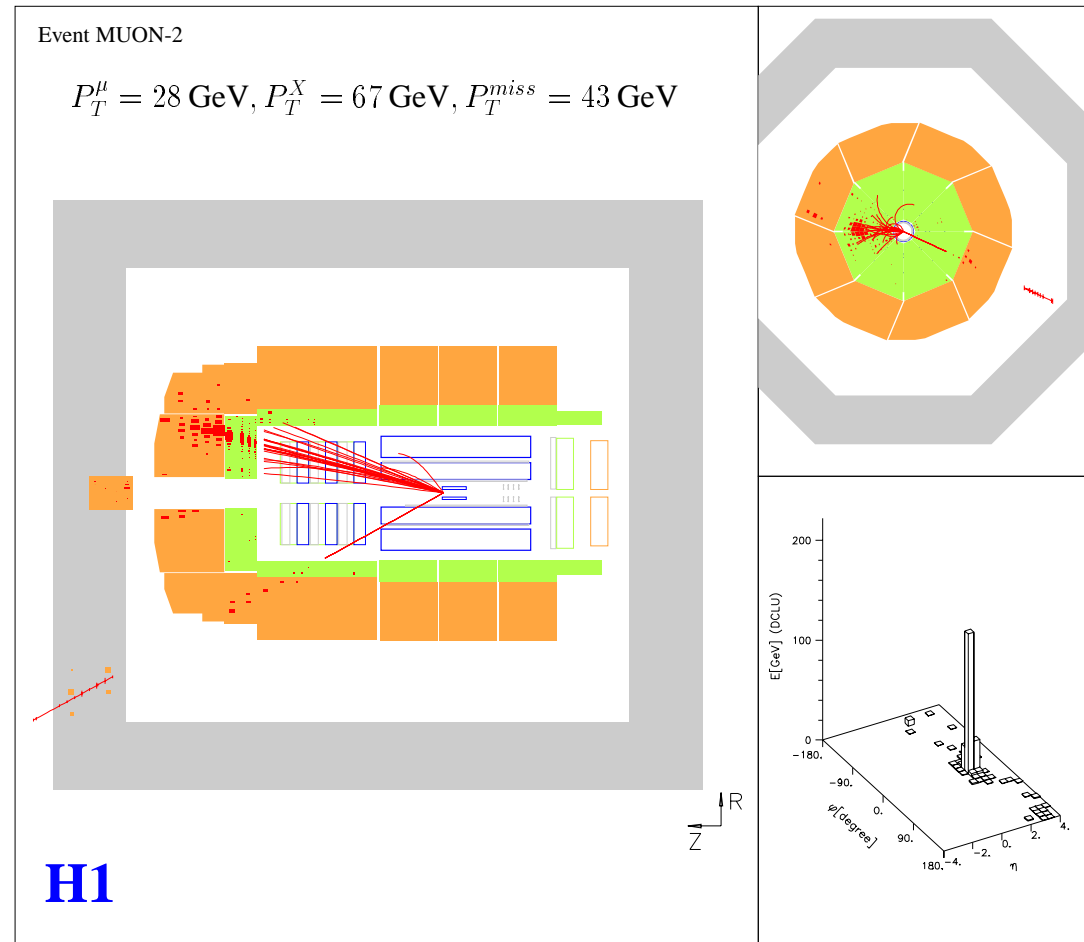 Event MUON-2
P_T^μ = 28 GeV, P_T^X = 67 GeV, P_T^miss = 43 GeV
R
Z
H1
E[GeV] (DCLU)
200
100
0
-180.
-90.
0.
90.
180.
φ[degree]
-4.
-2.
0.
2.
4.
η